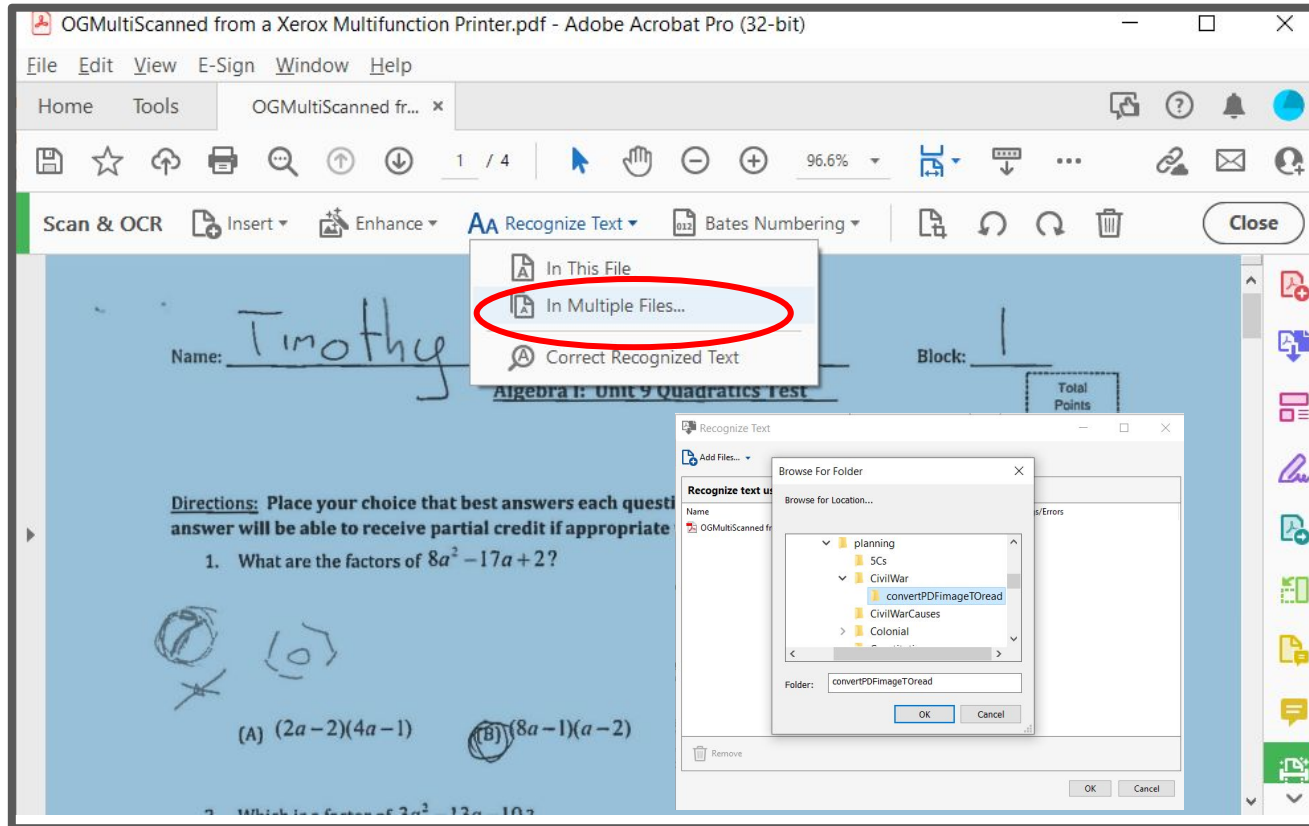 OGMultiScanned from a Xerox Multifunction Printer.pdf - Adobe Acrobat Pro (32-bit)
File Edit View E-Sign Window Help
Home Tools OGMultiScanned fr... ×
1 / 4 96.6%
Scan & OCR Insert Enhance Recognize Text Bates Numbering Close
In This File
In Multiple Files...
Correct Recognized Text
Name: Timothy Block: 1
Algebra I: Unit 9 Quadratics Test
Total
Points
Directions: Place your choice that best answers each questi
answer will be able to receive partial credit if appropriate
1. What are the factors of 8a² −17a + 2?
(A) (2a − 2)(4a − 1) (B) (8a − 1)(a − 2)
Recognize Text
Add Files...
Recognize text us
Name s/Errors
OGMultiScanned fr
Browse For Folder
Browse for Location...
planning
5Cs
CivilWar
convertPDFimageTOread
CivilWarCauses
Colonial
Folder: convertPDFimageTOread
OK Cancel
Remove
OK Cancel